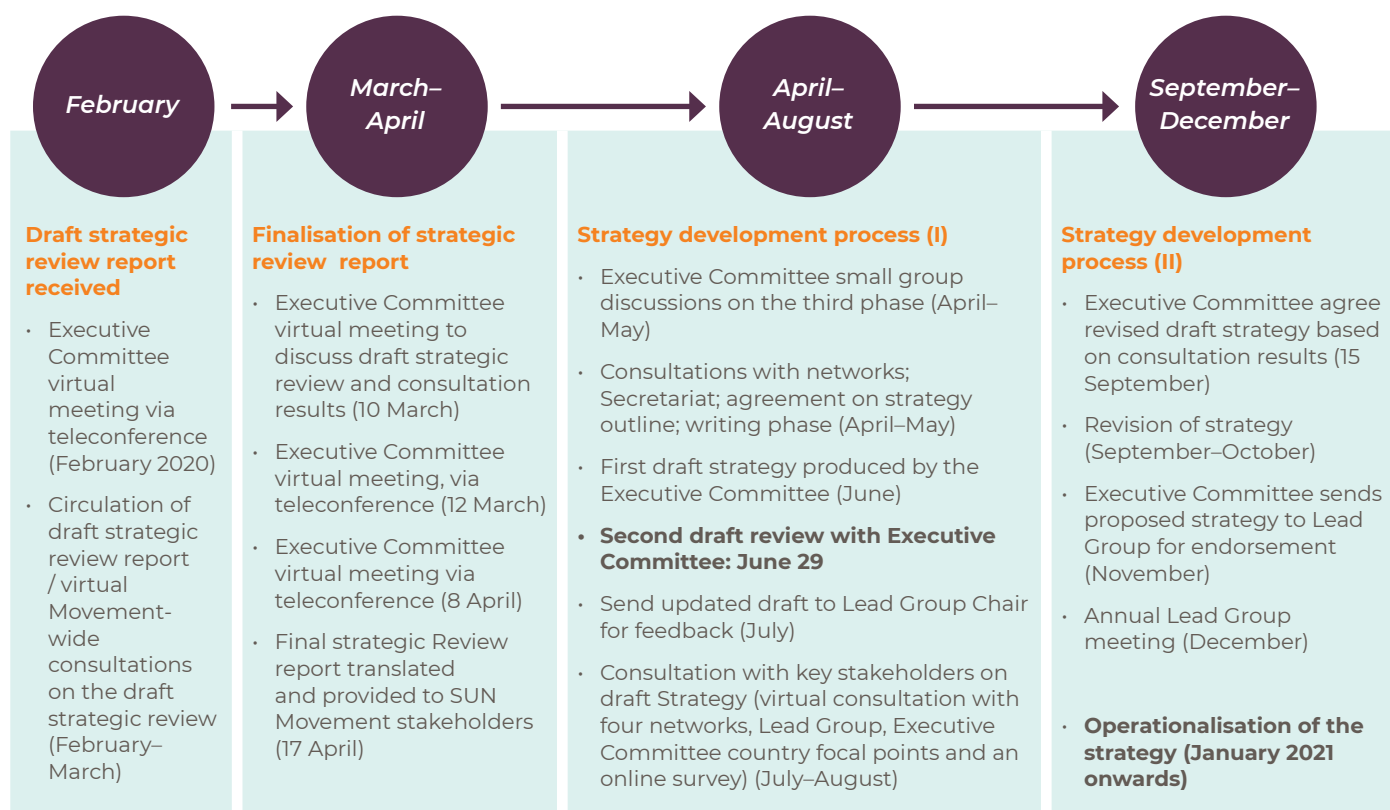 February
March–
April
April–
August
September–
December
Draft strategic
review report
received
• Executive
Committee
virtual
meeting via
teleconference
(February 2020)
• Circulation of
draft strategic
review report
/ virtual
Movement-
wide
consultations
on the draft
strategic review
(February–
March)
Finalisation of strategic
review report
• Executive Committee
virtual meeting to
discuss draft strategic
review and consultation
results (10 March)
• Executive Committee
virtual meeting, via
teleconference (12 March)
• Executive Committee
virtual meeting via
teleconference (8 April)
• Final strategic Review
report translated
and provided to SUN
Movement stakeholders
(17 April)
Strategy development process (I)
• Executive Committee small group
discussions on the third phase (April–
May)
• Consultations with networks;
Secretariat; agreement on strategy
outline; writing phase (April–May)
• First draft strategy produced by the
Executive Committee (June)
• Second draft review with Executive
Committee: June 29
• Send updated draft to Lead Group Chair
for feedback (July)
• Consultation with key stakeholders on
draft Strategy (virtual consultation with
four networks, Lead Group, Executive
Committee country focal points and an
online survey) (July–August)
Strategy development
process (II)
• Executive Committee agree
revised draft strategy based
on consultation results (15
September)
• Revision of strategy
(September–October)
• Executive Committee sends
proposed strategy to Lead
Group for endorsement
(November)
• Annual Lead Group
meeting (December)
• Operationalisation of the
strategy (January 2021
onwards)